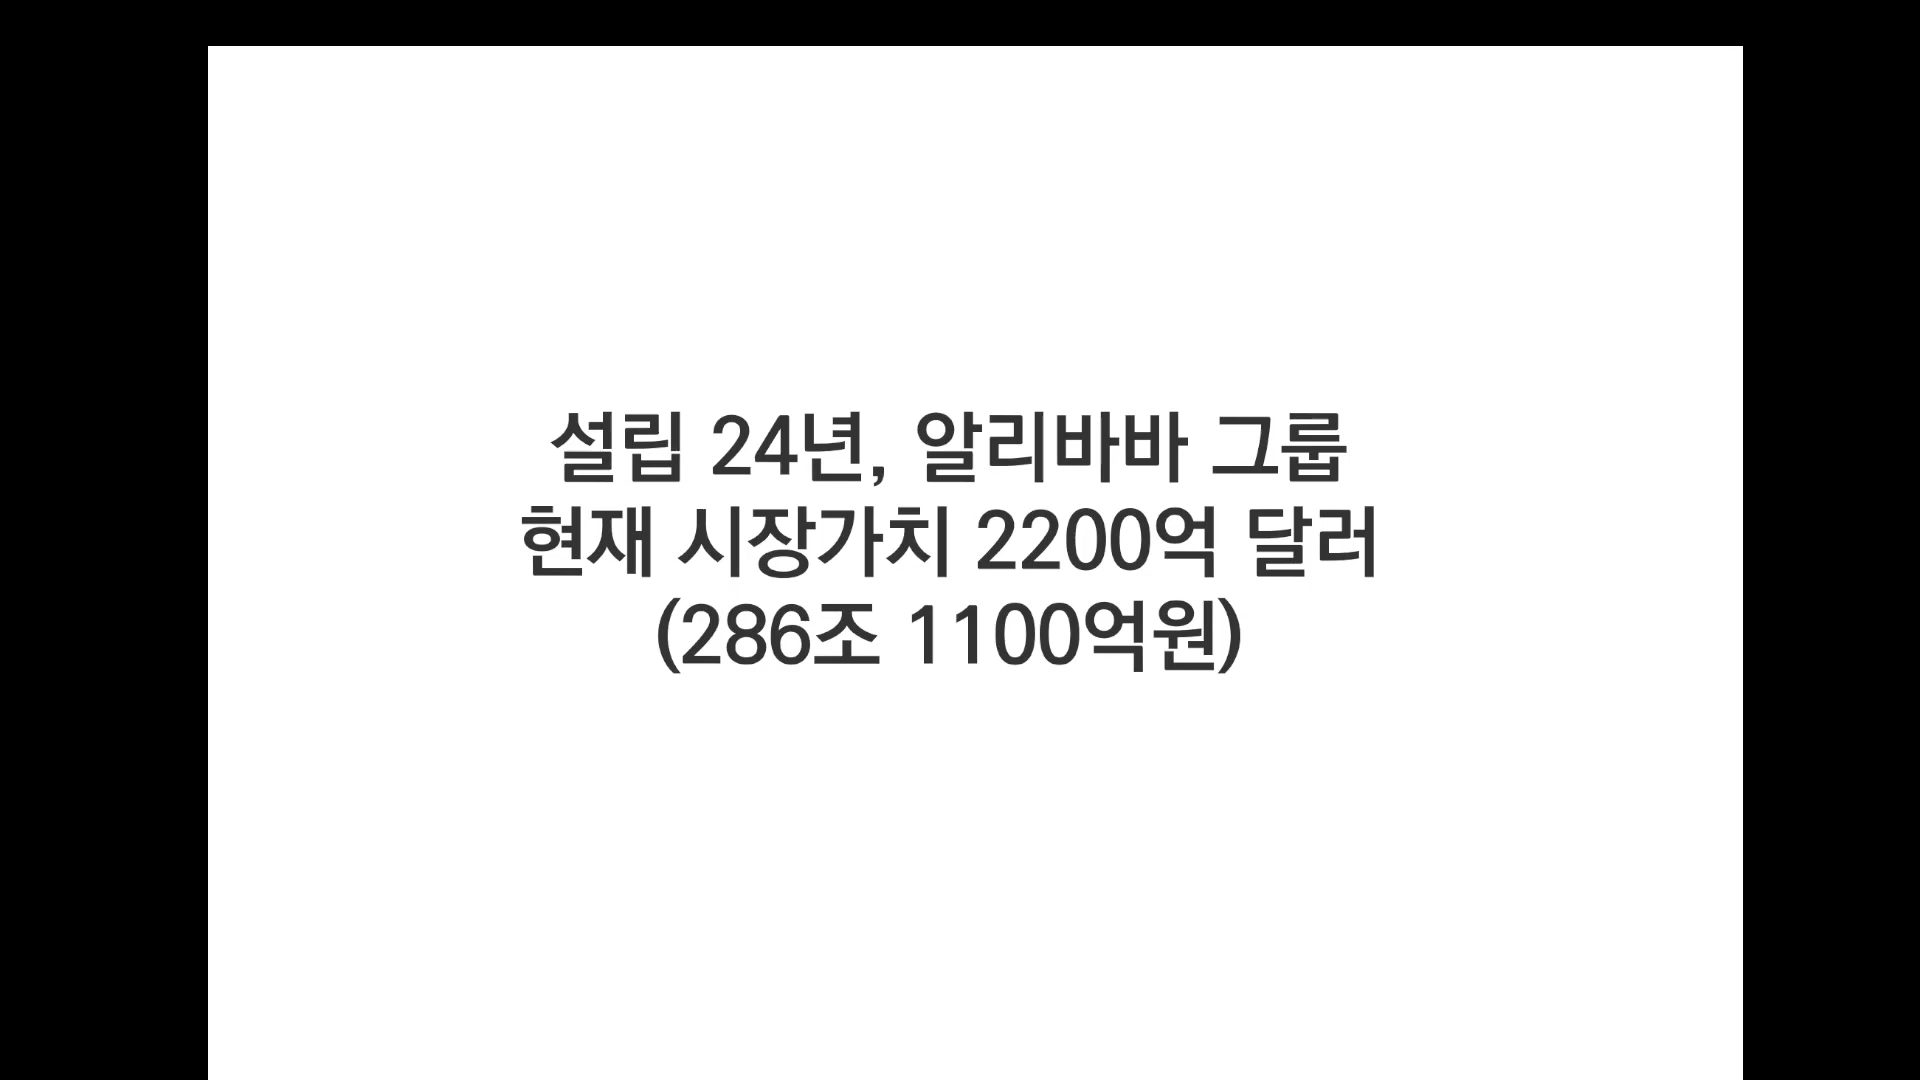 설립 24년, 알리바바 그룹
현재 시장가치 2200억 달러
(286조 1100억원)